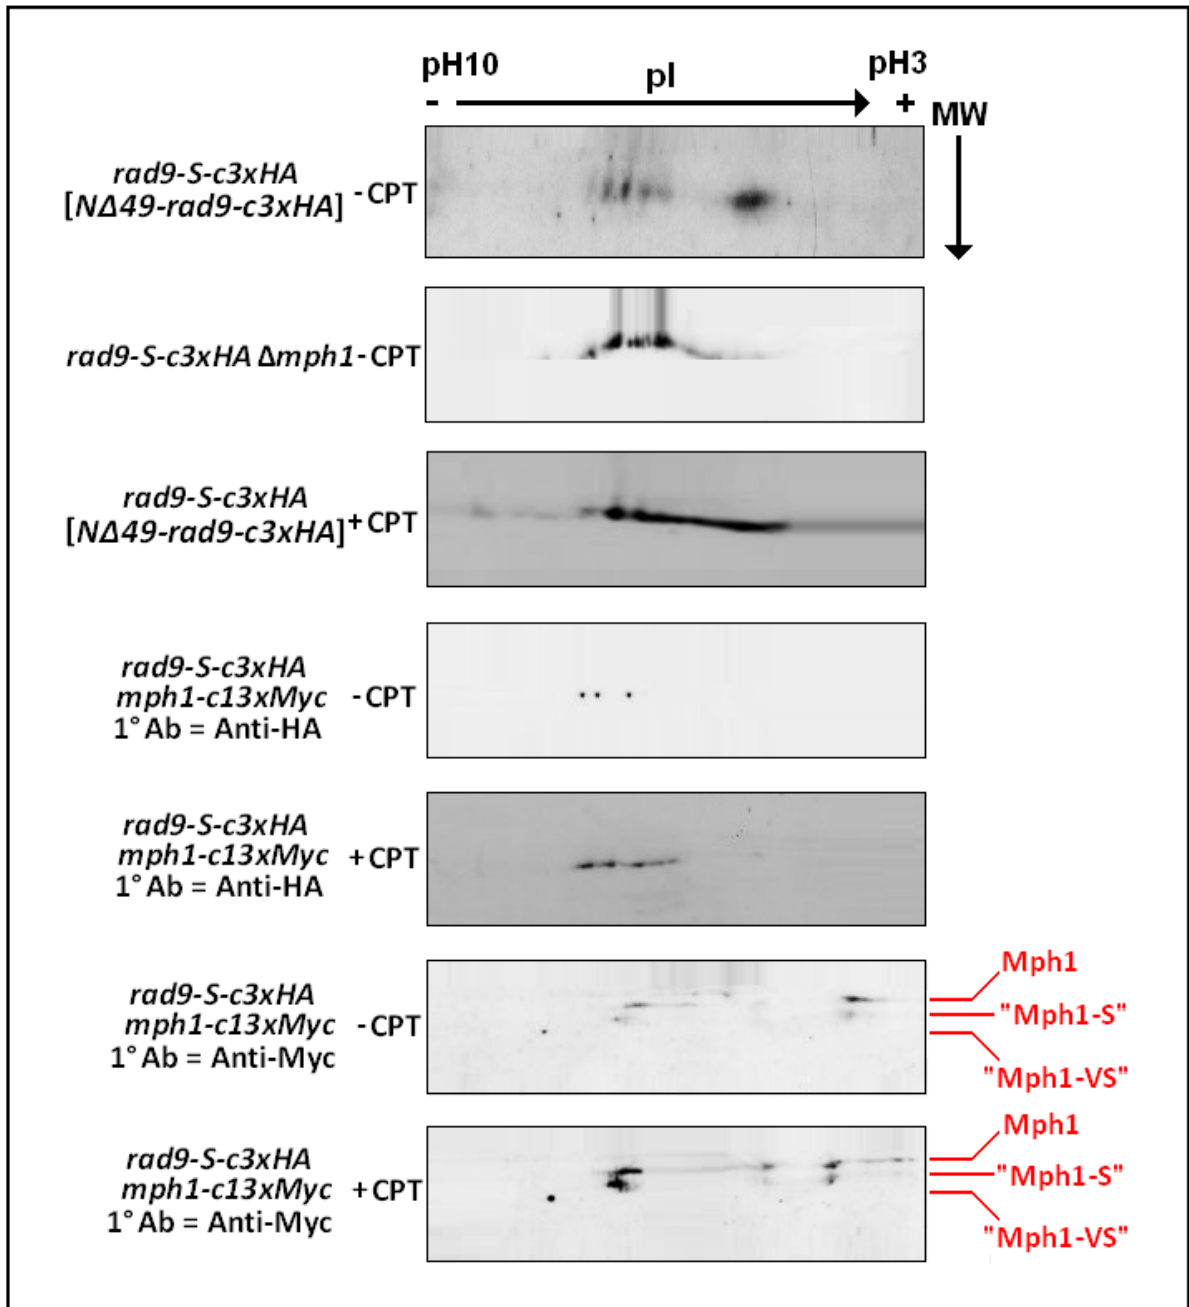 pH10
pI
pH3
-
+
MW
rad9-S-c3xHA
[NΔ49-rad9-c3xHA]
-CPT
rad9-S-c3xHA Δmph1-CPT
rad9-S-c3xHA
[NΔ49-rad9-c3xHA]
+CPT
rad9-S-c3xHA
mph1-c13xMyc -CPT
1° Ab = Anti-HA
rad9-S-c3xHA
mph1-c13xMyc +CPT
1° Ab = Anti-HA
rad9-S-c3xHA
mph1-c13xMyc -CPT
1° Ab = Anti-Myc
Mph1
"Mph1-S"
"Mph1-VS"
rad9-S-c3xHA
mph1-c13xMyc +CPT
1° Ab = Anti-Myc
Mph1
"Mph1-S"
"Mph1-VS"